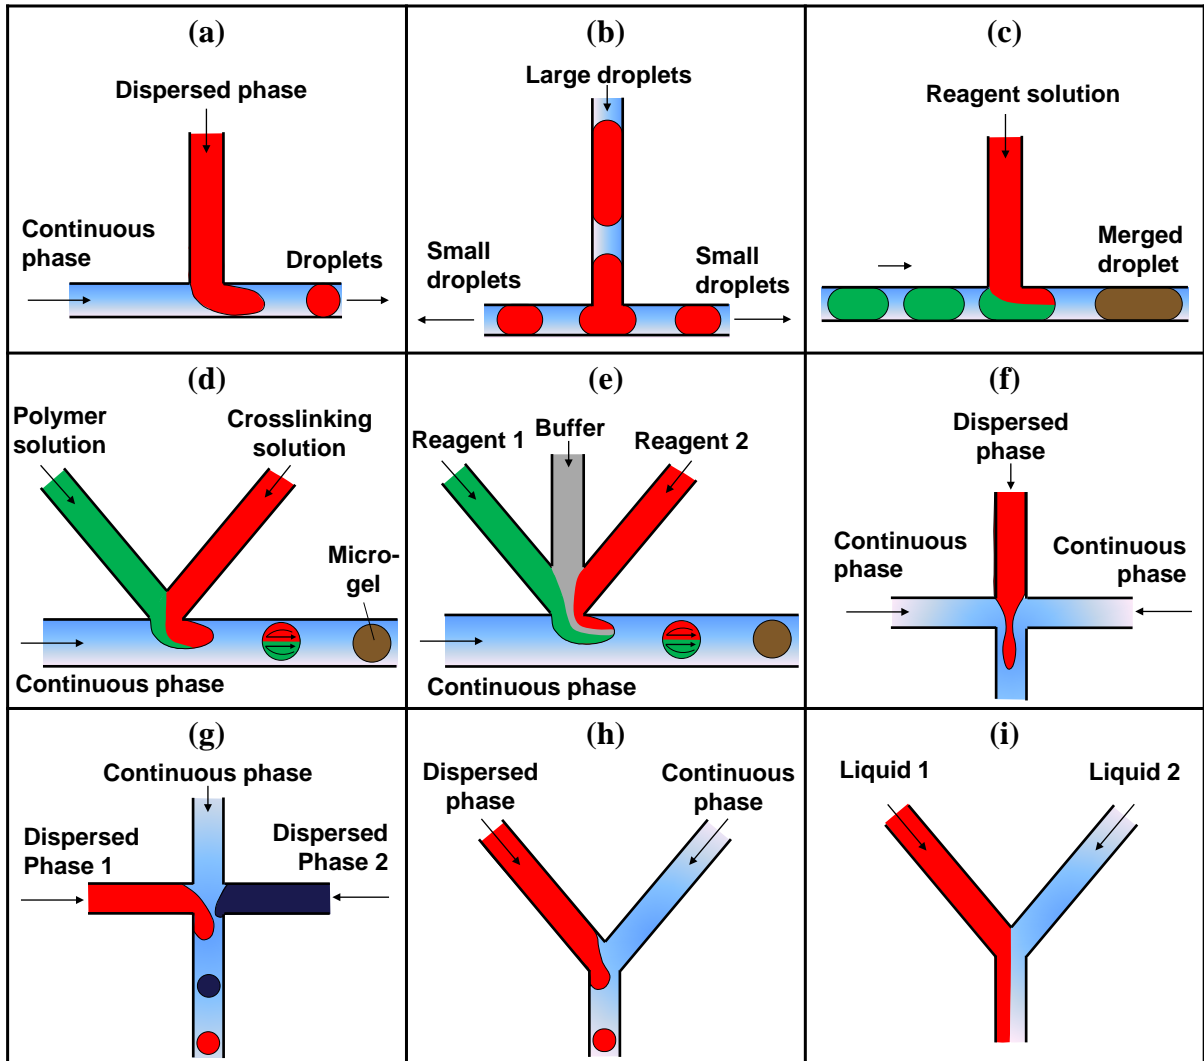 (a)
Dispersed phase
Continuous
phase
Droplets
(b)
Large droplets
Small
droplets
Small
droplets
(c)
Reagent solution
Merged
droplet
(d)
Polymer
solution
Crosslinking
solution
Micro-
gel
Continuous phase
(e)
Reagent 1
Buffer
Reagent 2
Continuous phase
(f)
Dispersed
phase
Continuous
phase
Continuous
phase
(g)
Continuous phase
Dispersed
Phase 1
Dispersed
Phase 2
(h)
Dispersed
phase
Continuous
phase
(i)
Liquid 1
Liquid 2